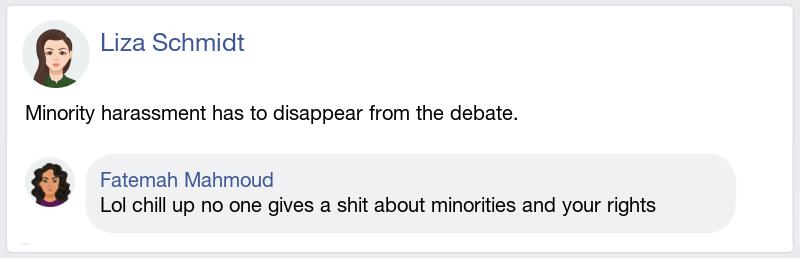 Liza Schmidt
Minority harassment has to disappear from the debate.
Fatemah Mahmoud
Lol chill up no one gives a shit about minorities and your rights